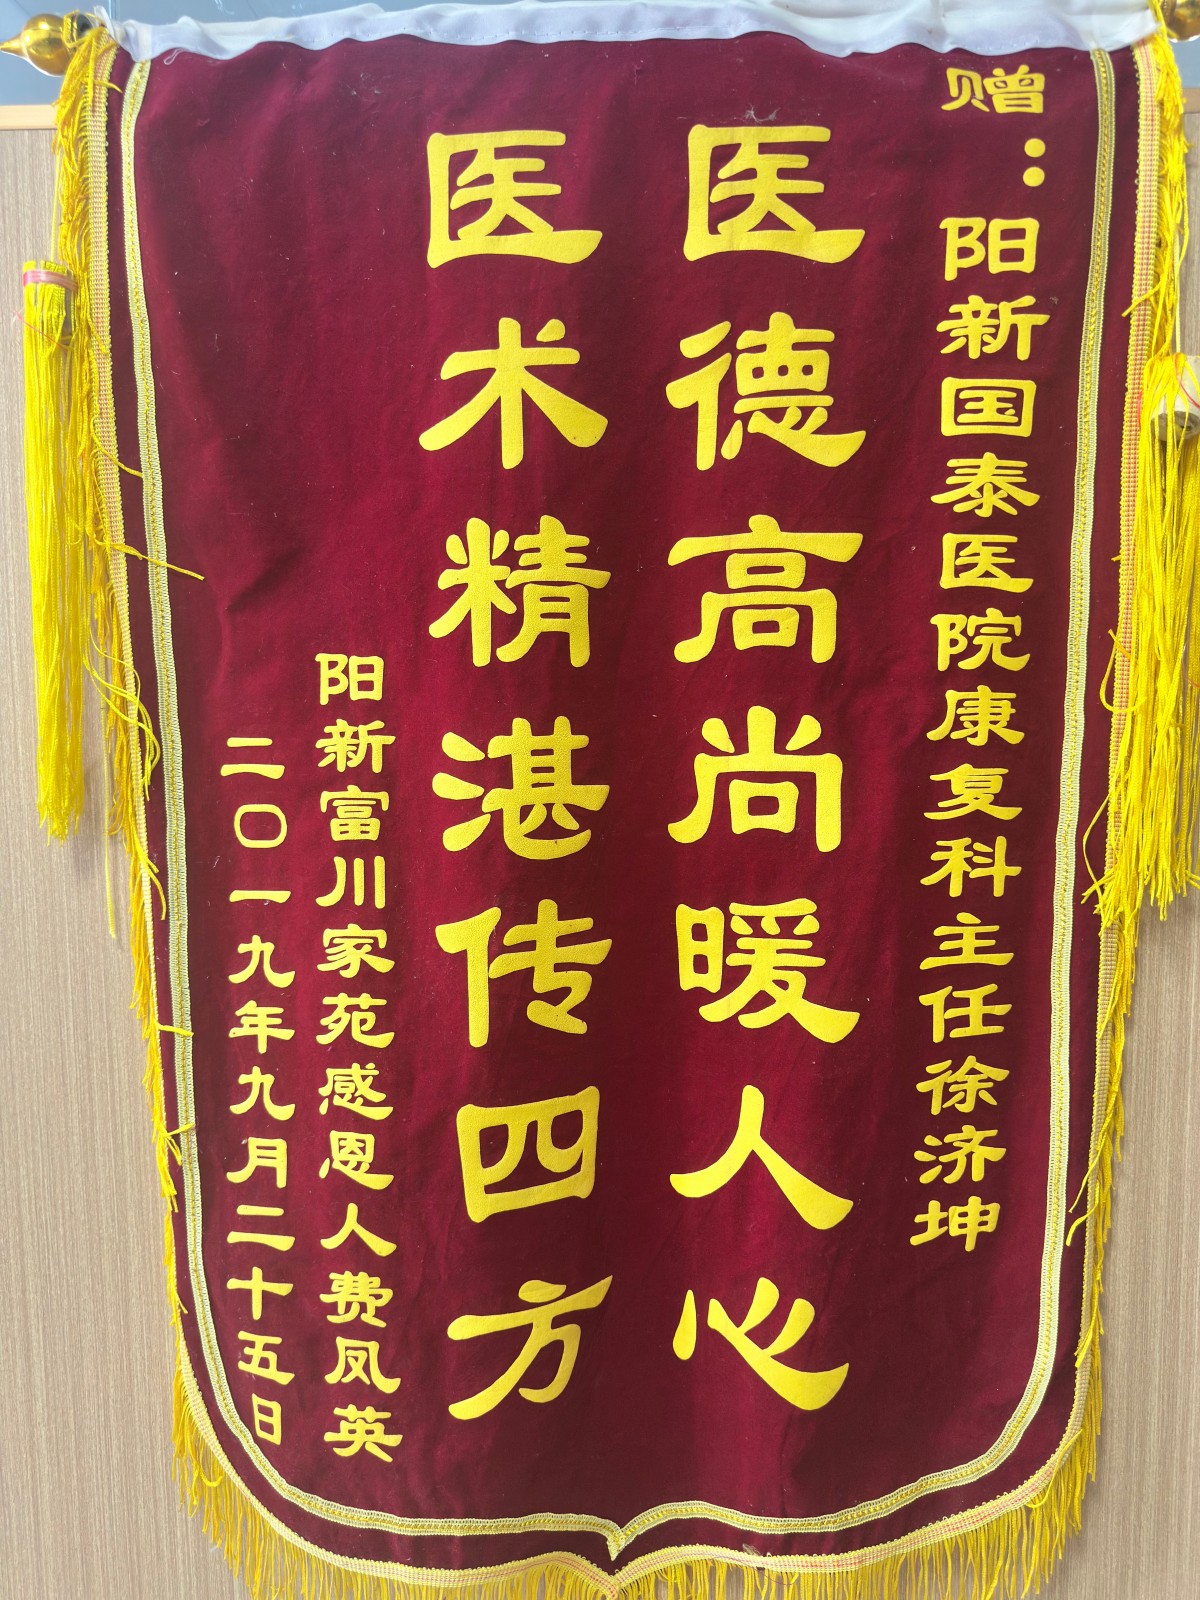 赠：阳新国泰医院康复科主任徐济坤
医德高尚暖人心
医术精湛传四方
阳新富川家苑感恩人费凤英
二〇一九年九月二十五日